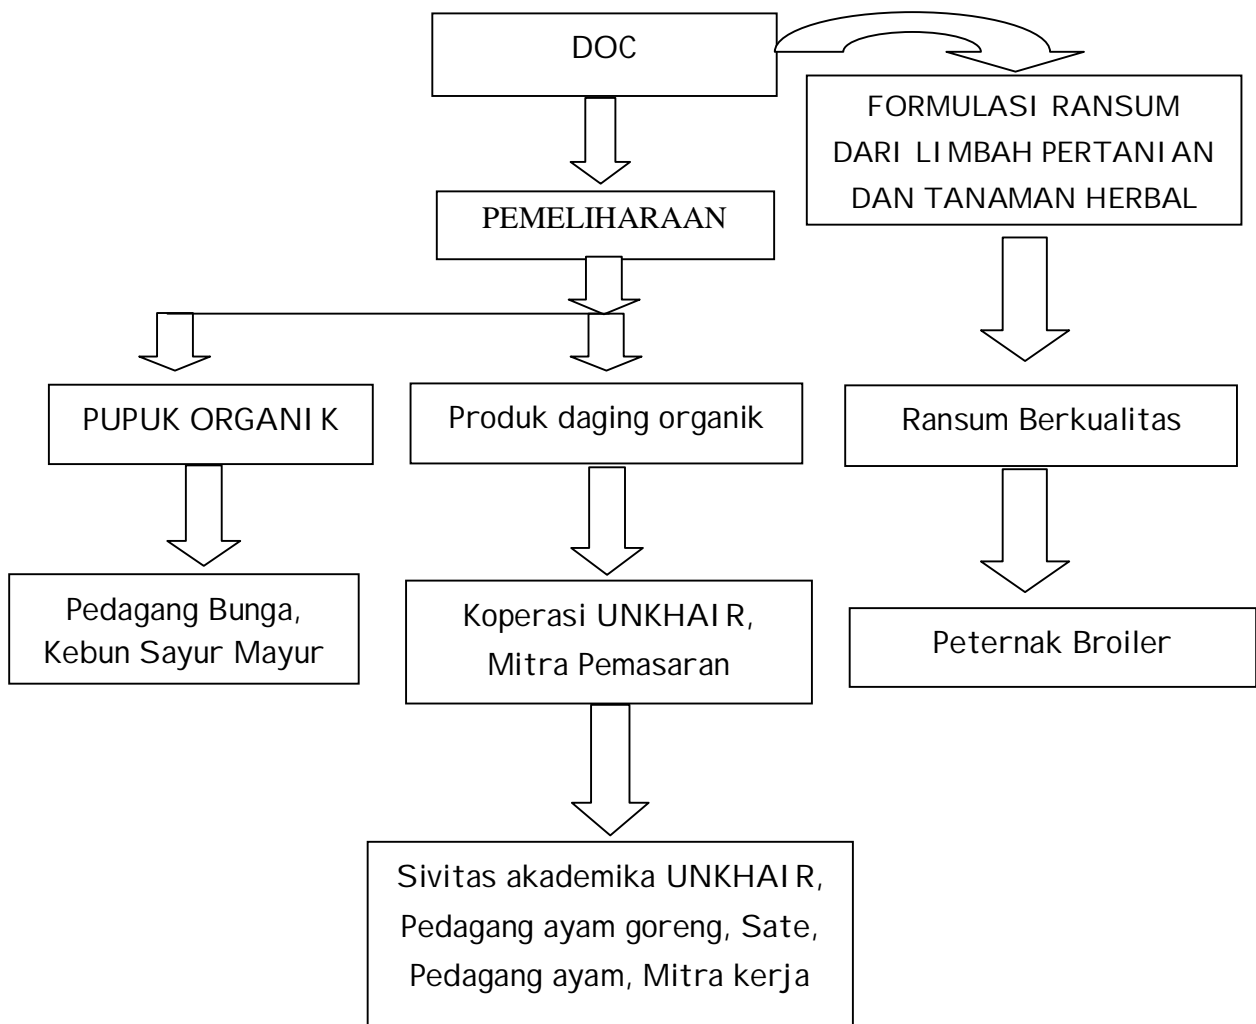 DOC
FORMULASI RANSUM
DARI LIMBAH PERTANIAN
DAN TANAMAN HERBAL
PEMELIHARAAN
PUPUK ORGANIK
Produk daging organik
Ransum Berkualitas
Pedagang Bunga,
Kebun Sayur Mayur
Koperasi UNKHAIR,
Mitra Pemasaran
Peternak Broiler
Sivitas akademika UNKHAIR,
Pedagang ayam goreng, Sate,
Pedagang ayam, Mitra kerja